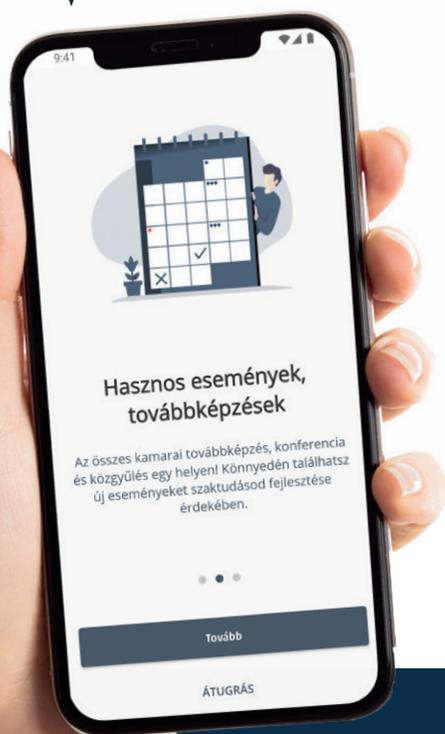 9:41
Hasznos események,
továbbképzések
Az összes kamarai továbbképzés, konferencia
és közgyűlés egy helyen! Könnyedén találhatsz
új eseményeket szaktudásod fejlesztése
érdekében.
Tovább
ÁTUGRÁS